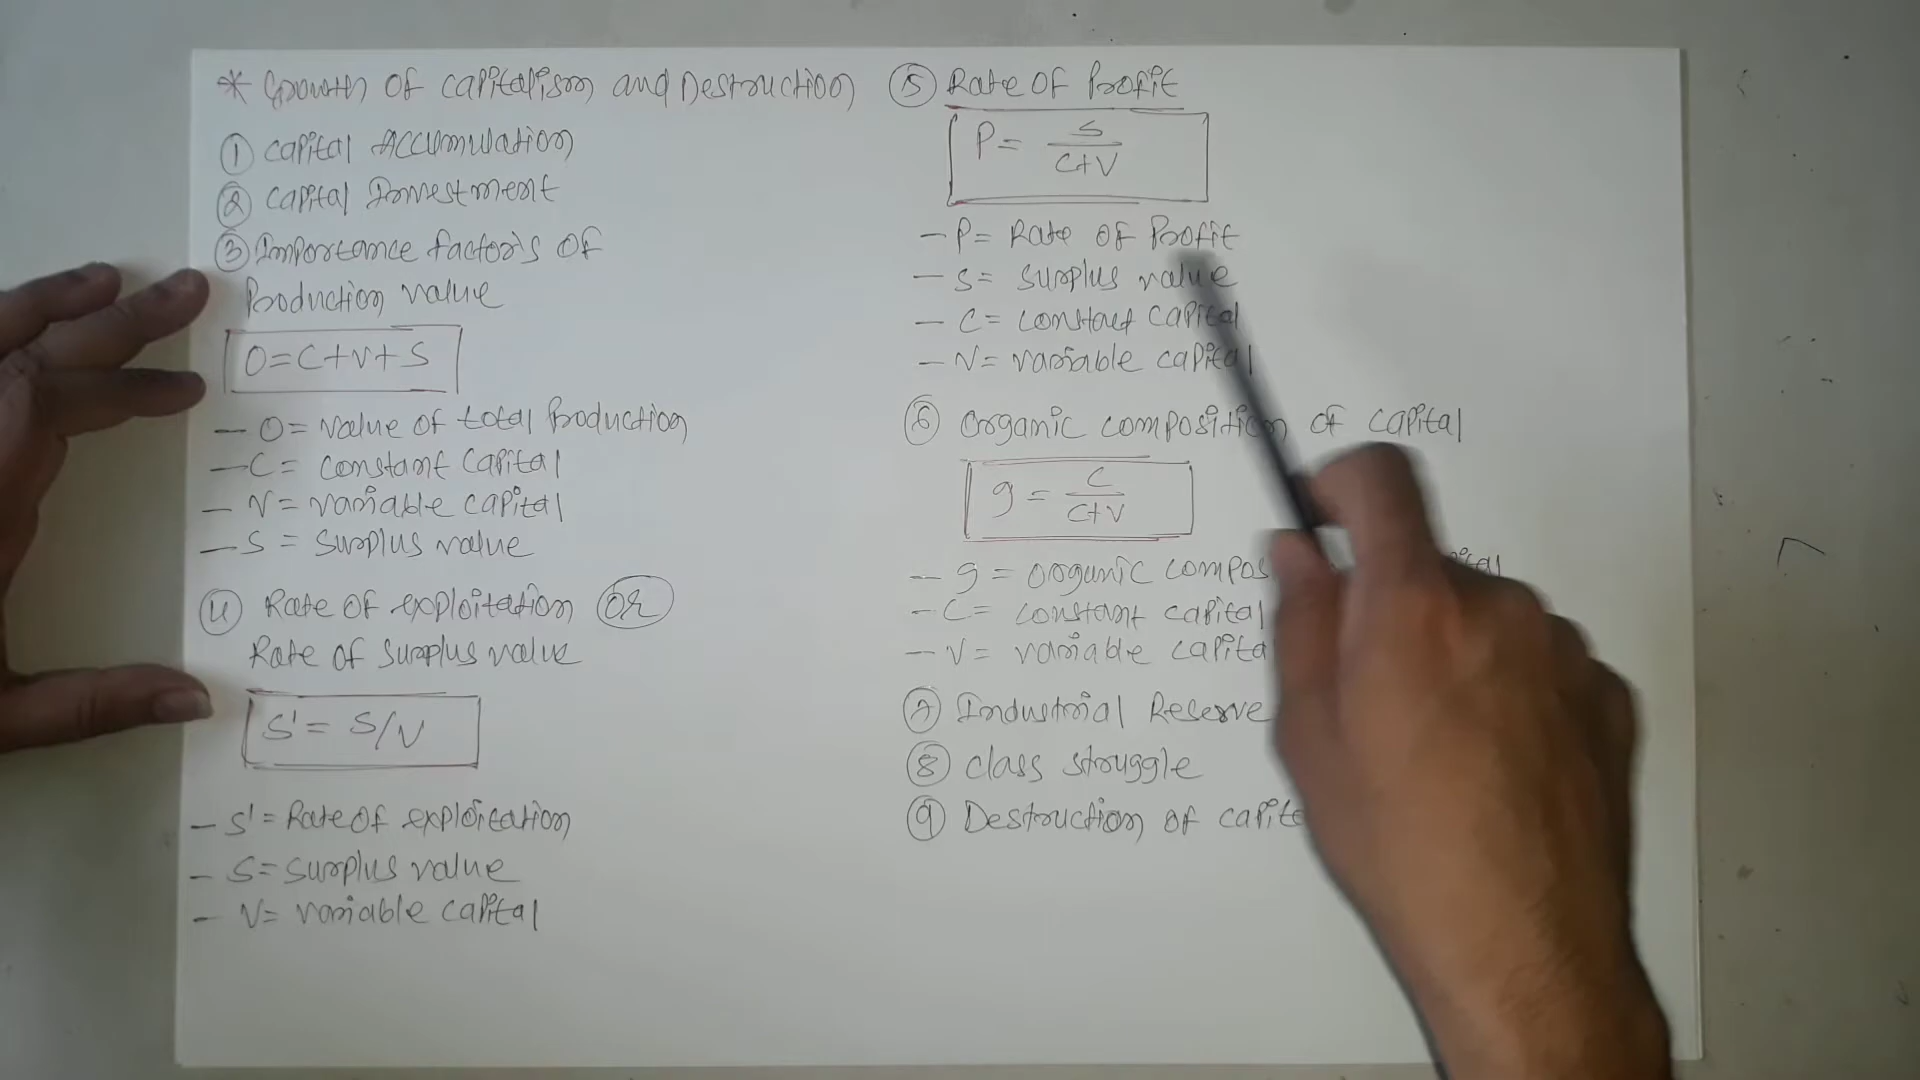 * Growth of capitalism and Destruction
① capital Accumulation
② capital Investment
③ Importance factor's of
Production value
O=C+V+S
- O= value of total Production
- C= constant capital
- V= variable capital
- S = surplus value
④ Rate of exploitation OR
Rate of surplus value
S'= S/V
- S'= Rate of exploitation
- S= surplus value
- V= variable capital
⑤ Rate of Profit
P= S/C+V
- P= Rate of Profit
- S= surplus value
- C= constant capital
- V= variable capital
⑥ organic composition of capital
g = C/C+V
- g = organic
- C= constant capital
- V= variable
⑦ Industrial Reserve
⑧ class struggle
⑨ Destruction of